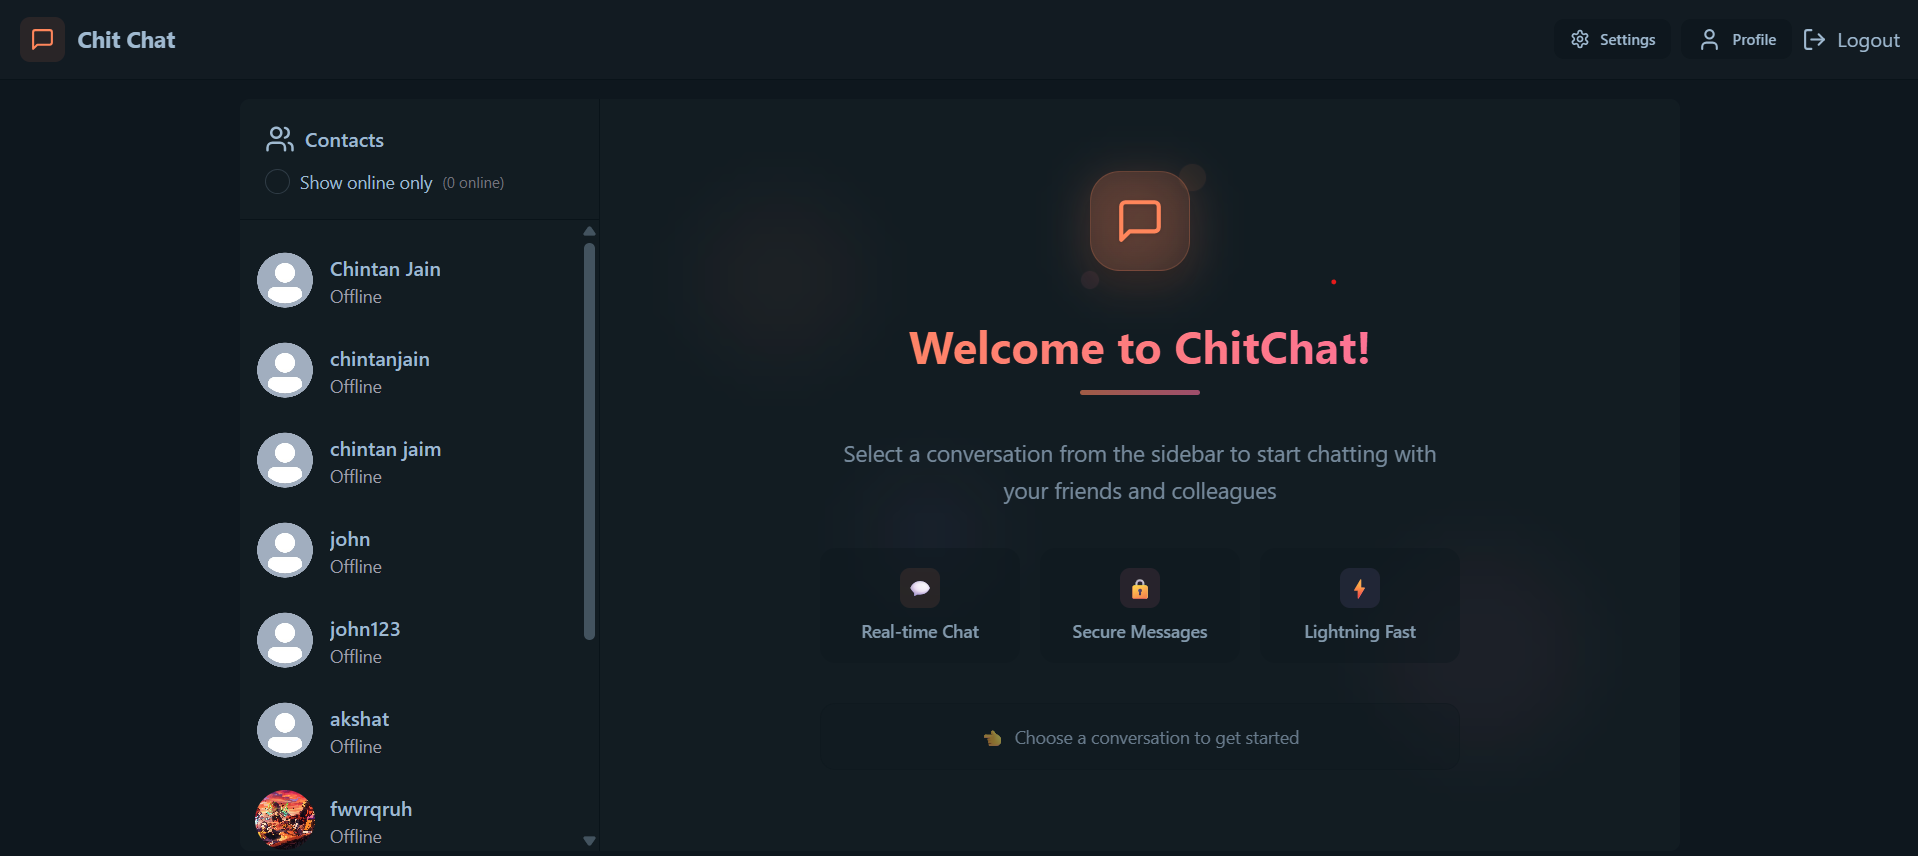 Chit Chat
Settings
Profile
Logout
Contacts
Show online only (0 online)
Chintan Jain
Offline
chintanjain
Offline
chintan jaim
Offline
john
Offline
john123
Offline
akshat
Offline
fwvrqruh
Offline
Welcome to ChitChat!
Select a conversation from the sidebar to start chatting with
your friends and colleagues
Real-time Chat
Secure Messages
Lightning Fast
Choose a conversation to get started